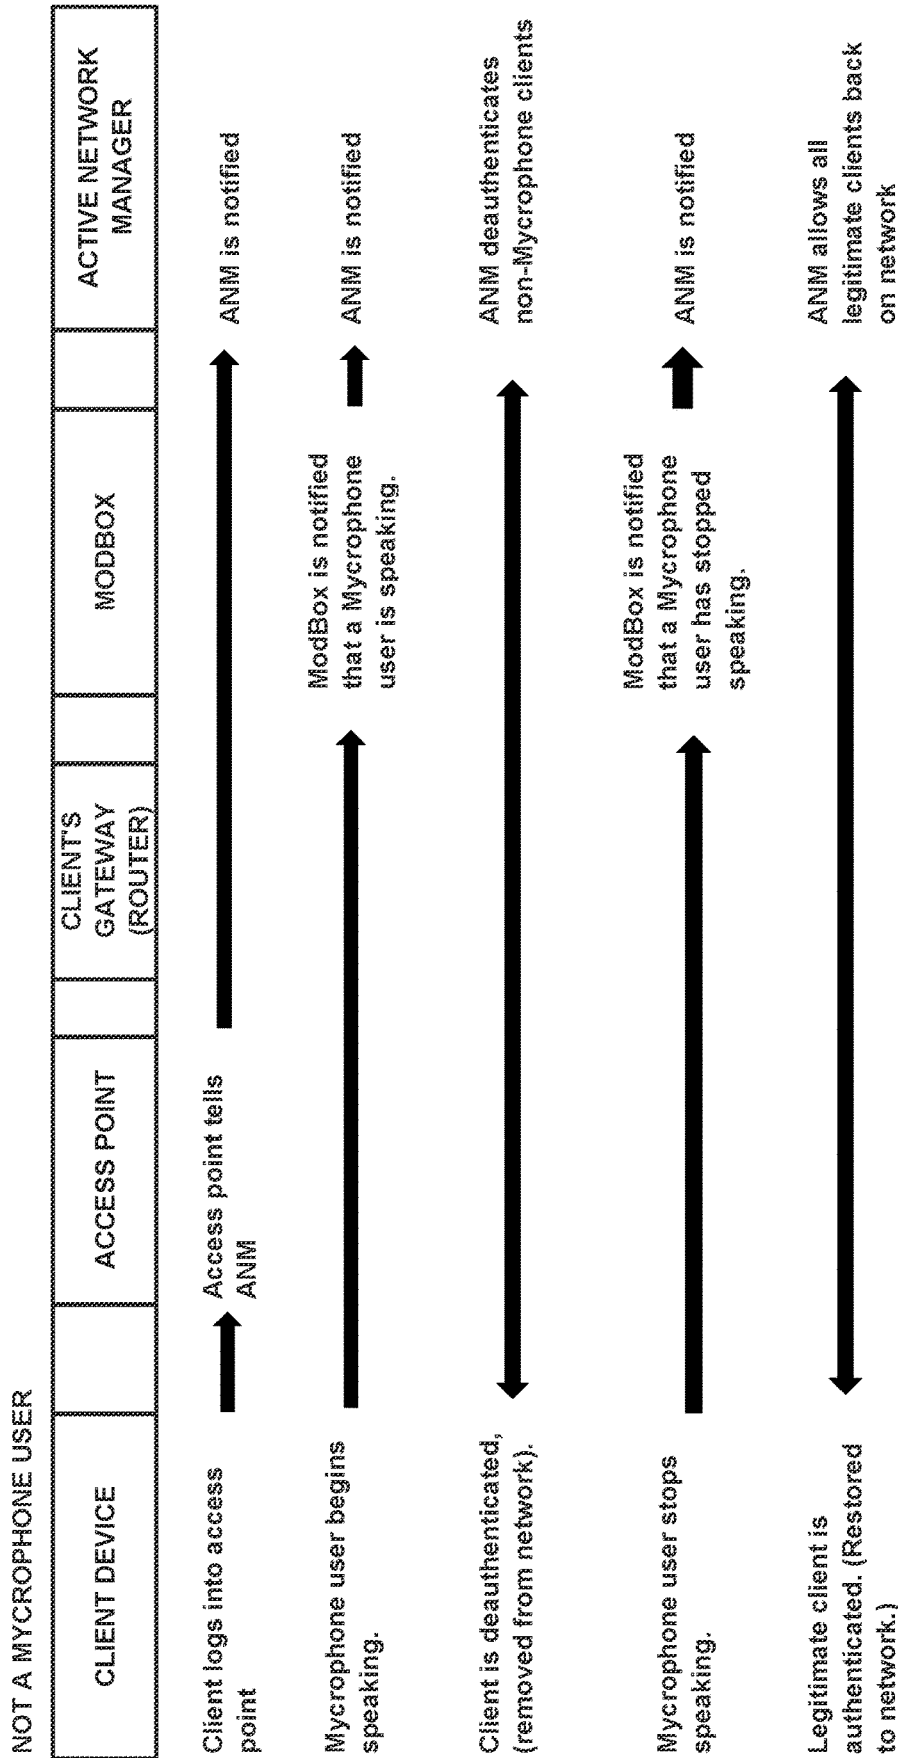 NOT A MYCROPHONE USER
CLIENT DEVICE
ACCESS POINT
CLIENT'S
GATEWAY
(ROUTER)
MODBOX
ACTIVE NETWORK
MANAGER
Client logs into access
point
Access point tells
ANM
ANM is notified
Mycrophone user begins
speaking.
ModBox is notified
that a Mycrophone
user is speaking.
ANM is notified
Client is deauthenticated,
(removed from network).
ANM deauthenticates
non-Mycrophone clients
Mycrophone user stops
speaking.
ModBox is notified
that a Mycrophone
user has stopped
speaking.
ANM is notified
Legitimate client is
authenticated. (Restored
to network.)
ANM allows all
legitimate clients back
on network